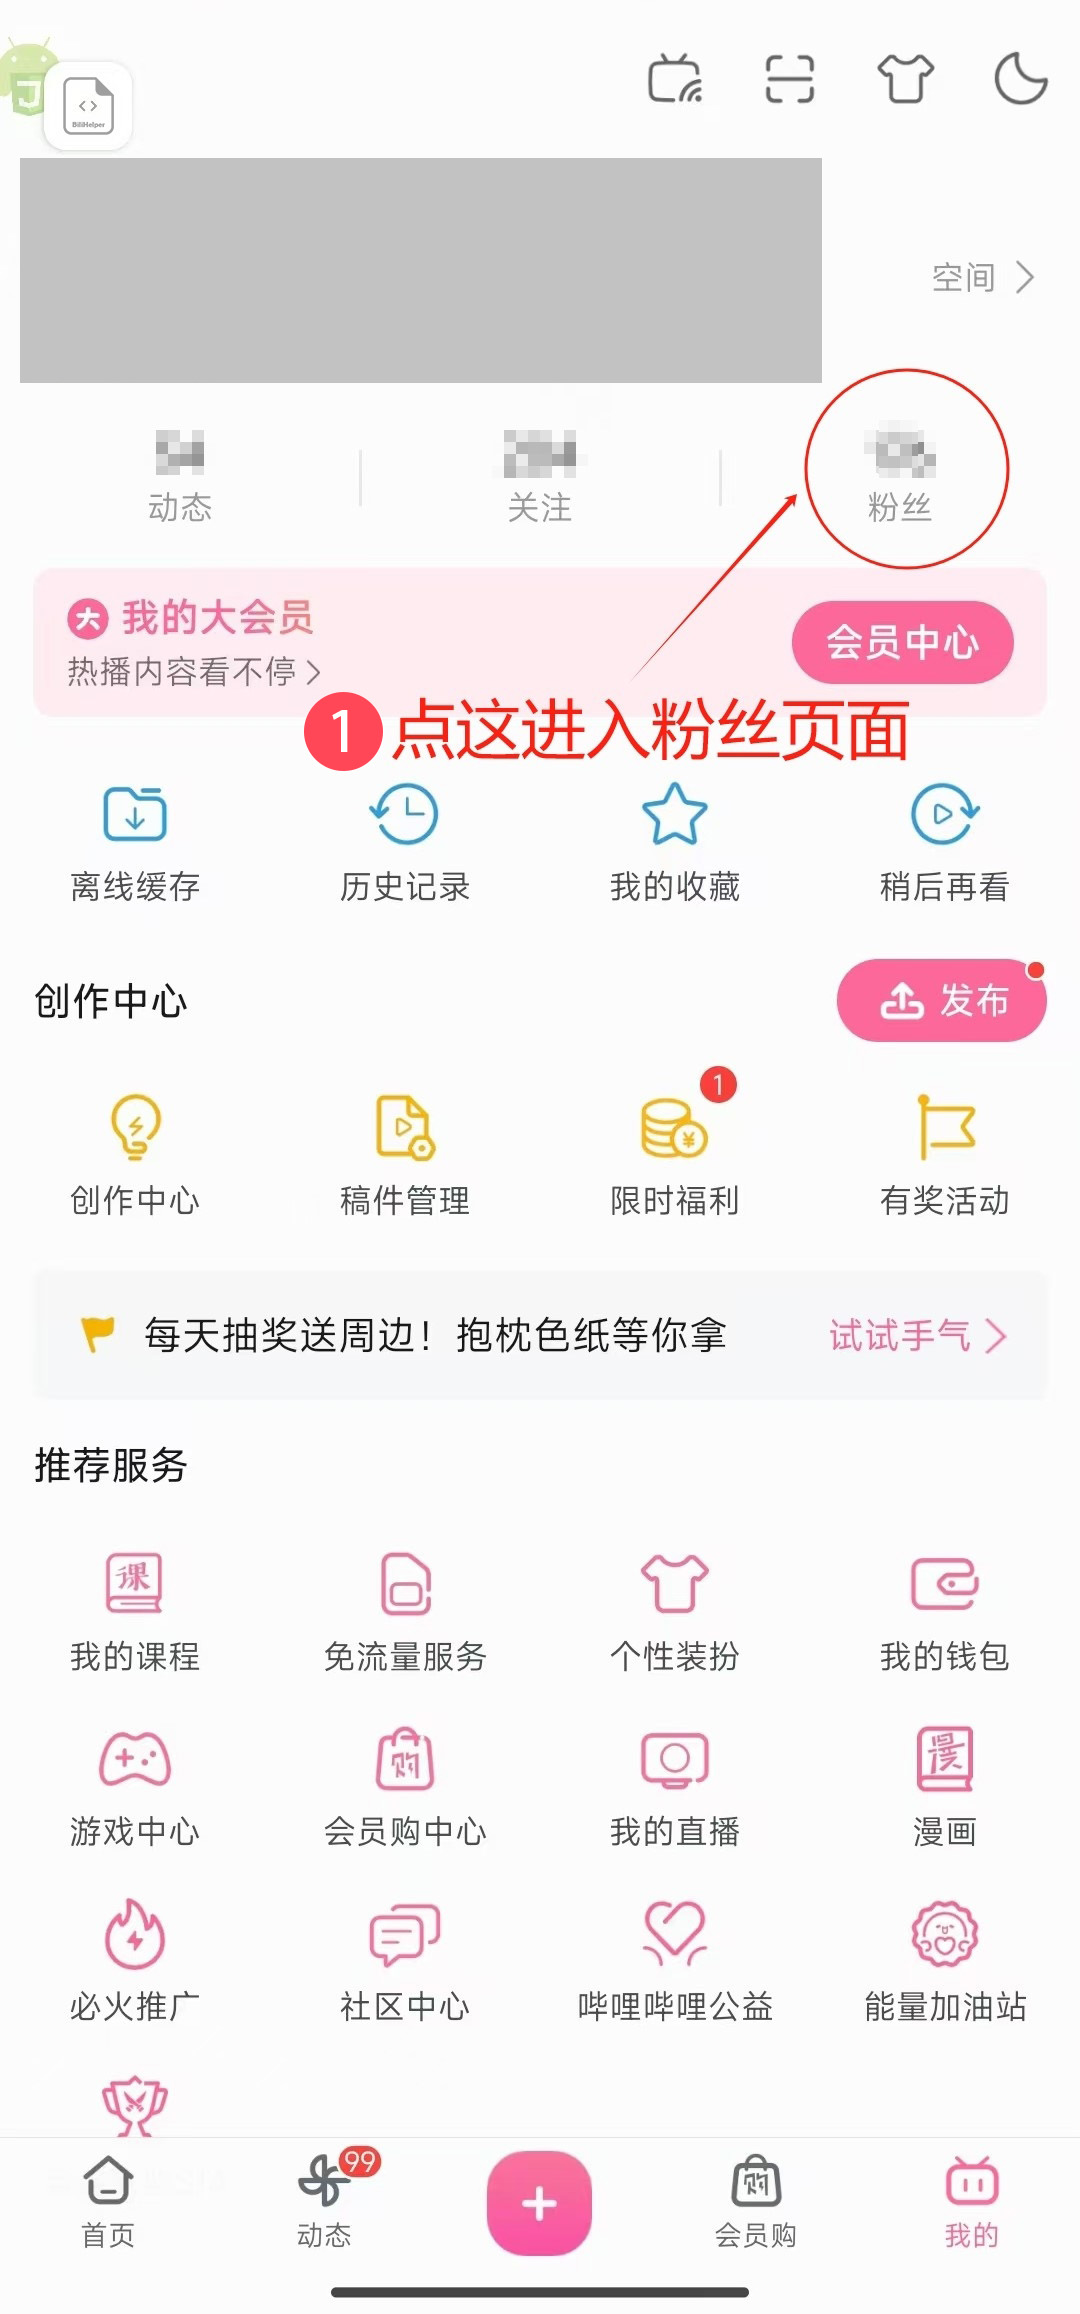 J
<>
BiliHelper
空间
动态
关注
粉丝
大 我的大会员
热播内容看不停
会员中心
1 点这进入粉丝页面
离线缓存
历史记录
我的收藏
稍后再看
创作中心
发布
1
¥
创作中心
稿件管理
限时福利
有奖活动
每天抽奖送周边！抱枕色纸等你拿
试试手气
推荐服务
课
我的课程
免流量服务
个性装扮
我的钱包
购
漫
游戏中心
会员购中心
我的直播
漫画
必火推广
社区中心
哔哩哔哩公益
能量加油站
99
购
首页
动态
+
会员购
我的